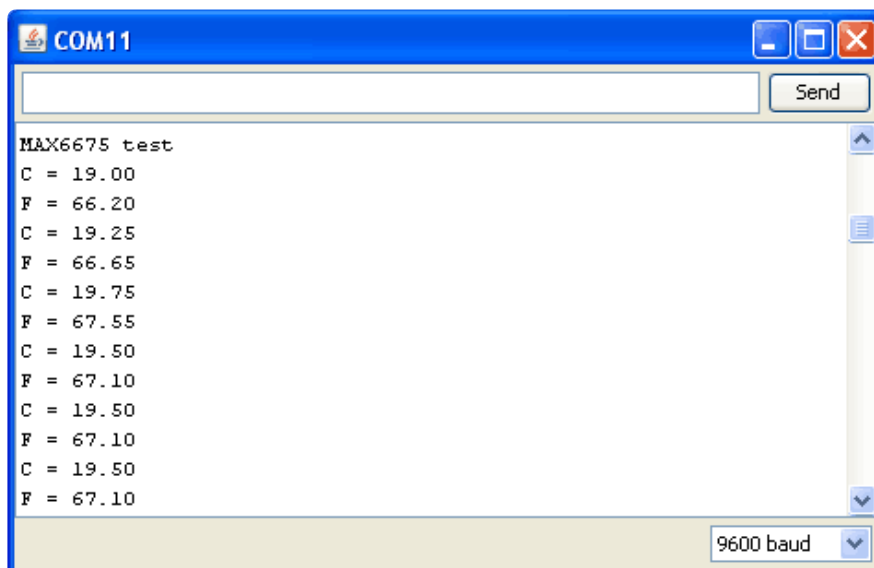 COM11
Send
MAX6675 test
C = 19.00
F = 66.20
C = 19.25
F = 66.65
C = 19.75
F = 67.55
C = 19.50
F = 67.10
C = 19.50
F = 67.10
C = 19.50
F = 67.10
9600 baud